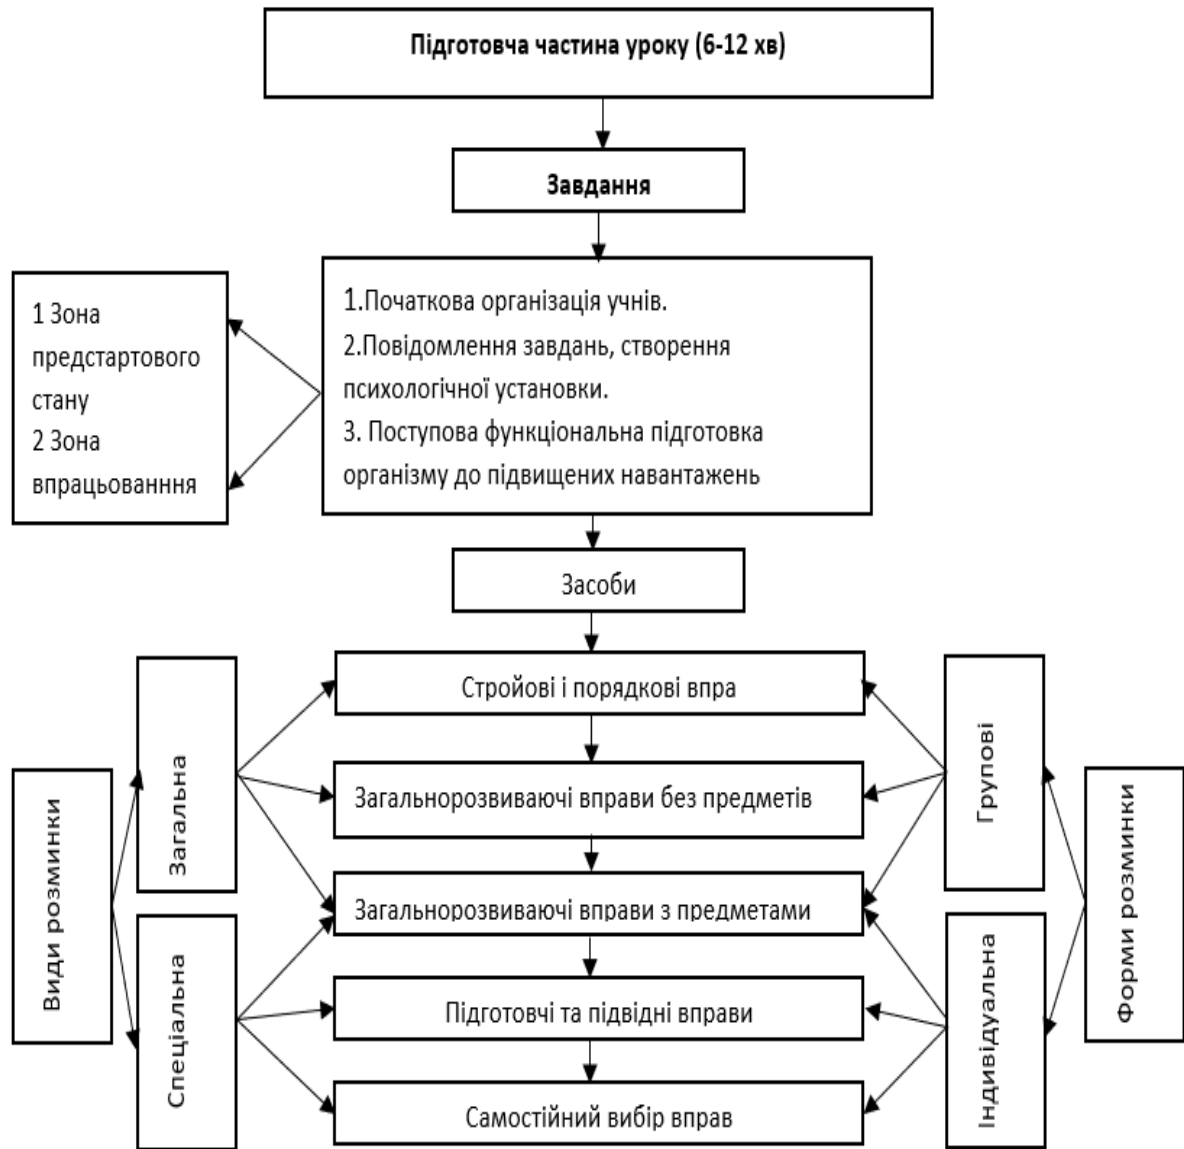 Підготовча частина уроку (6-12 хв)
Завдання
1 Зона
предстартового
стану
2 Зона
впрацьованння
1.Початкова організація учнів.
2.Повідомлення завдань, створення
психологічної установки.
3. Поступова функціональна підготовка
організму до підвищених навантажень
Засоби
Види розминки
Загальна
Спеціальна
Стройові і порядкові впра
Загальнорозвиваючі вправи без предметів
Загальнорозвиваючі вправи з предметами
Підготовчі та підвідні вправи
Самостійний вибір вправ
Групові
Індивідуальна
Форми розминки